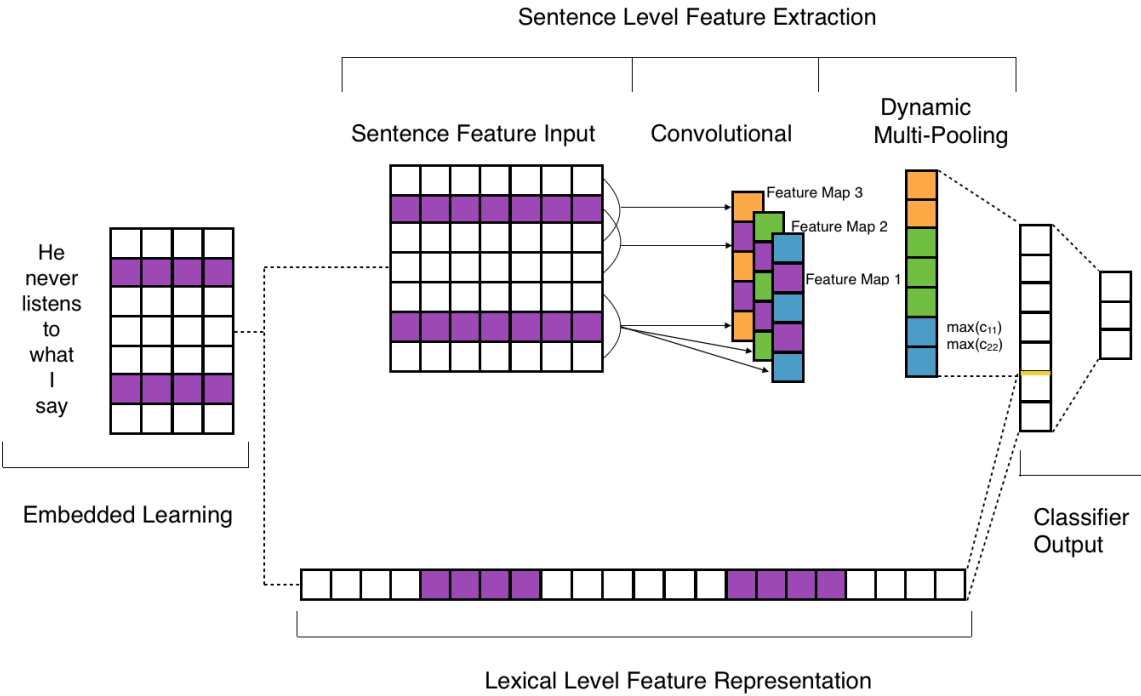 Sentence Level Feature Extraction
Sentence Feature Input
Convolutional
Dynamic
Multi-Pooling
Feature Map 3
Feature Map 2
Feature Map 1
max(c₁₁)
max(c₂₂)
He
never
listens
to
what
I
say
Embedded Learning
Classifier
Output
Lexical Level Feature Representation